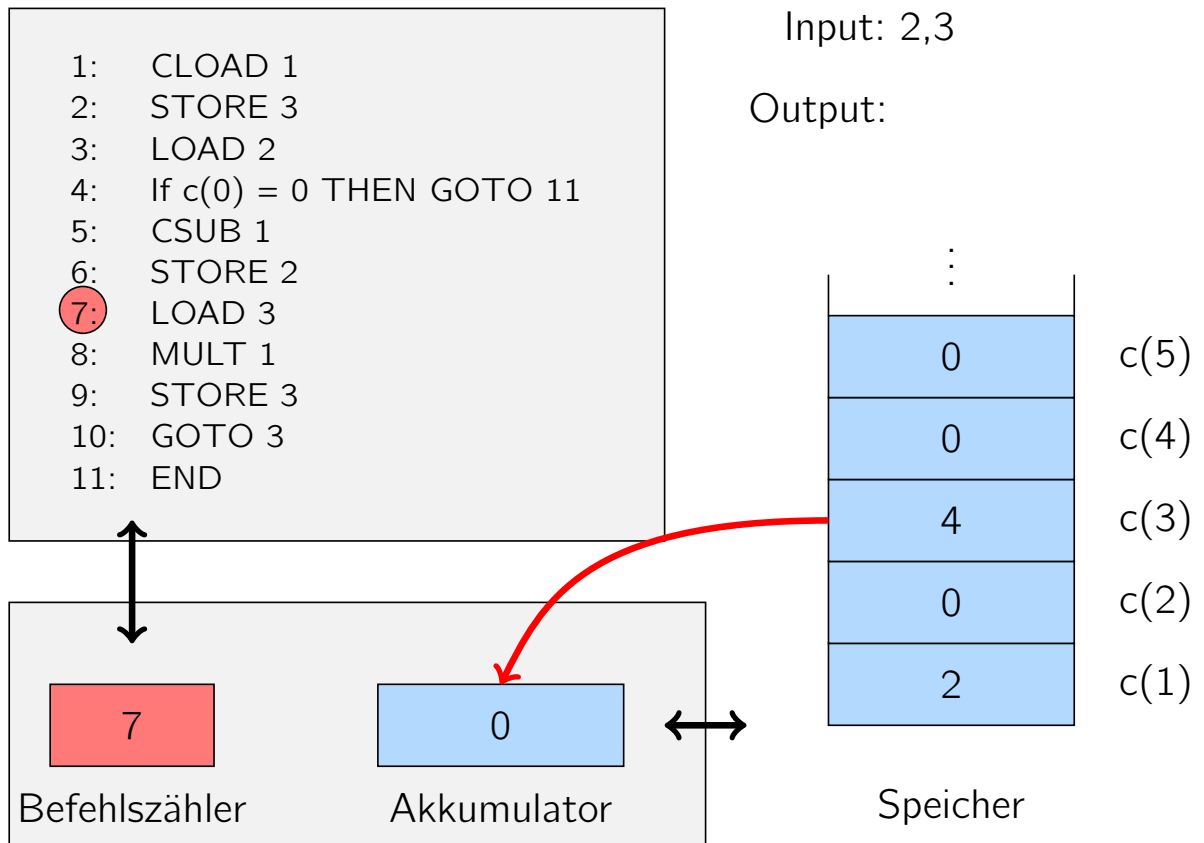 1: CLOAD 1
2: STORE 3
3: LOAD 2
4: If c(0) = 0 THEN GOTO 11
5: CSUB 1
6: STORE 2
7: LOAD 3
8: MULT 1
9: STORE 3
10: GOTO 3
11: END
Input: 2,3
Output:
⋮
0 c(5)
0 c(4)
4 c(3)
0 c(2)
2 c(1)
Speicher
7
Befehlszähler
0
Akkumulator